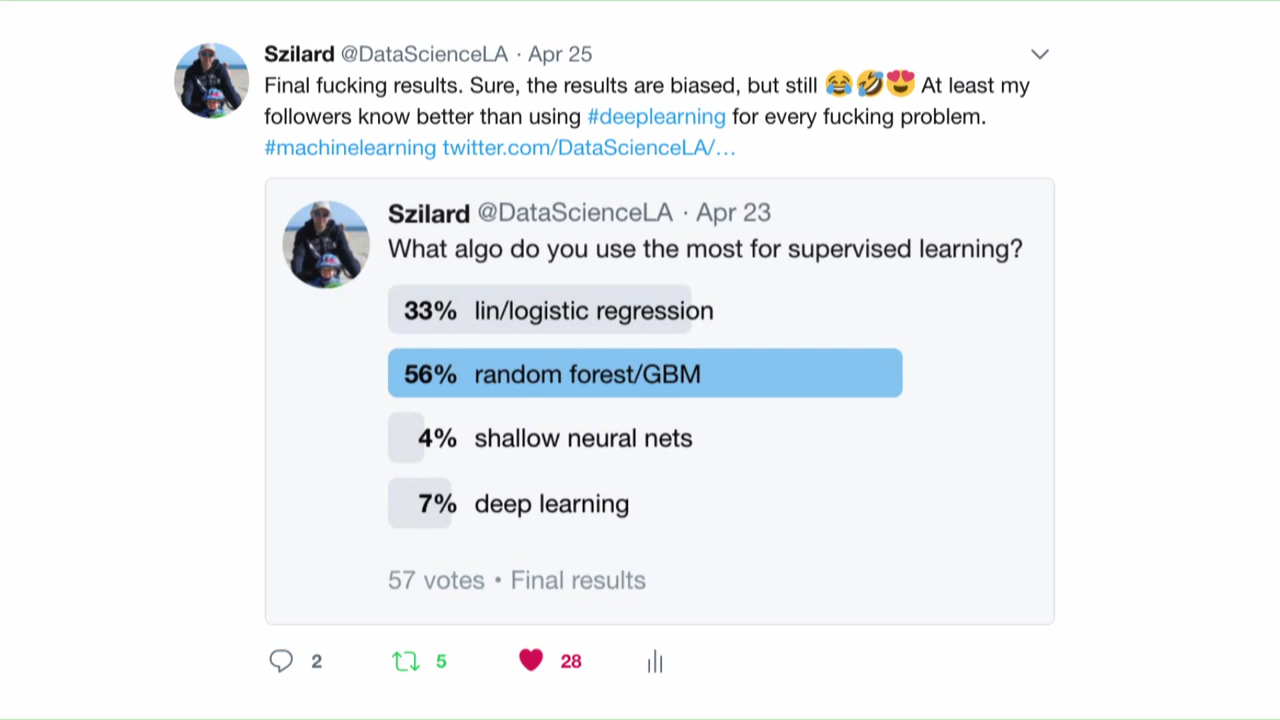 Szilard @DataScienceLA · Apr 25
Final fucking results. Sure, the results are biased, but still 😂🤣😍 At least my
followers know better than using #deeplearning for every fucking problem.
#machinelearning twitter.com/DataScienceLA/…
Szilard @DataScienceLA · Apr 23
What algo do you use the most for supervised learning?
33% lin/logistic regression
56% random forest/GBM
4% shallow neural nets
7% deep learning
57 votes • Final results
2 5 28